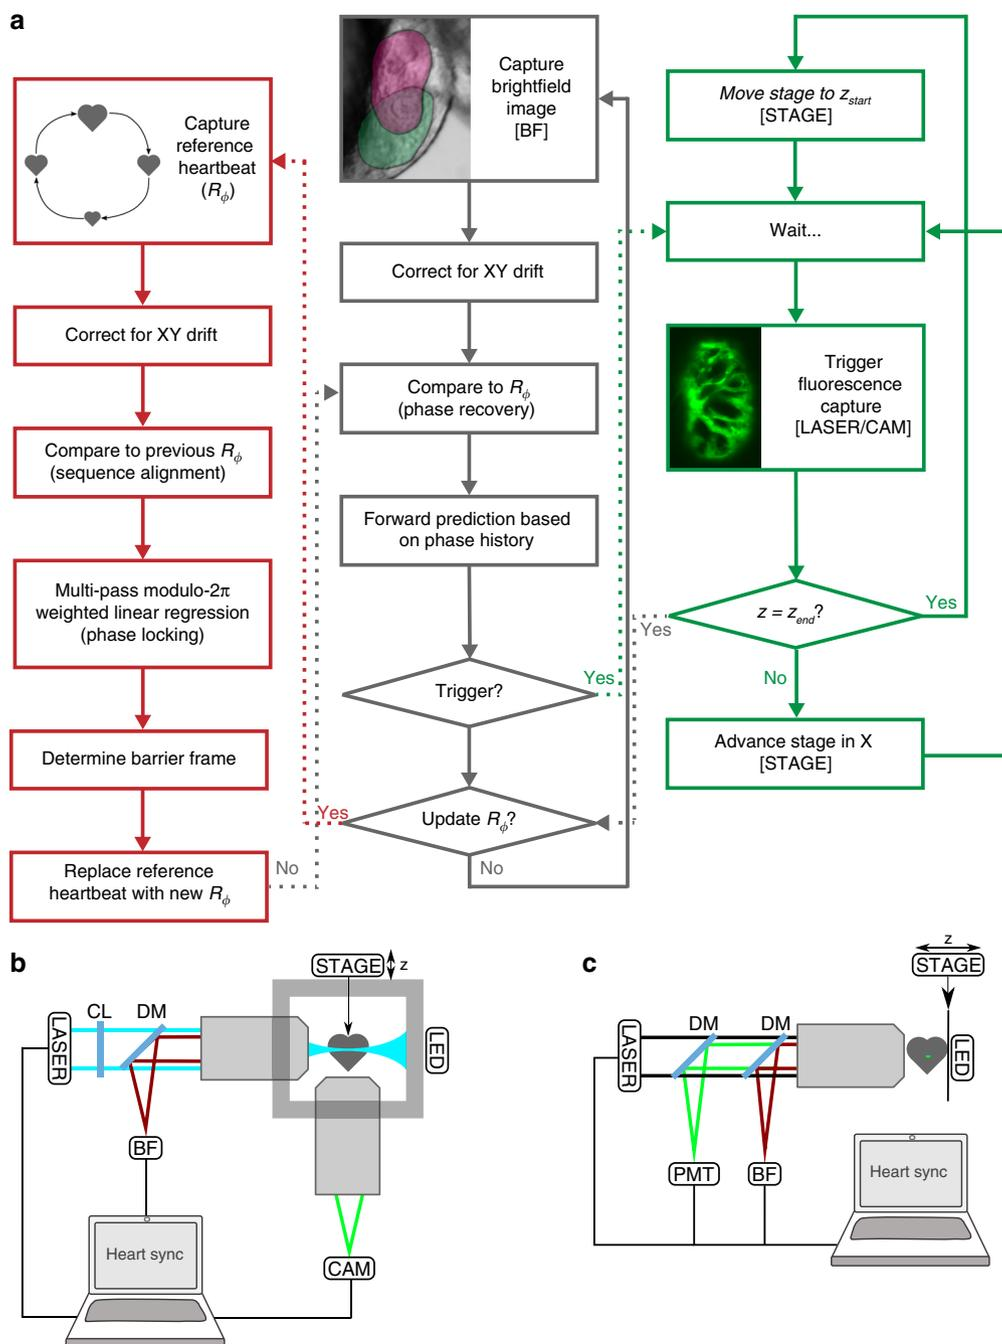 a
Capture
reference
heartbeat
(Rϕ)
Correct for XY drift
Compare to previous Rϕ
(sequence alignment)
Multi-pass modulo-2π
weighted linear regression
(phase locking)
Determine barrier frame
Replace reference
heartbeat with new Rϕ
No
Capture
brightfield
image
[BF]
Correct for XY drift
Compare to Rϕ
(phase recovery)
Forward prediction based
on phase history
Trigger?
Yes
Update Rϕ?
Yes
No
Move stage to zstart
[STAGE]
Wait...
Trigger
fluorescence
capture
[LASER/CAM]
z = zend?
Yes
Yes
No
Advance stage in X
[STAGE]
b
STAGE
z
LASER
CL
DM
LED
BF
Heart sync
CAM
c
z
STAGE
LASER
DM
DM
LED
PMT
BF
Heart sync